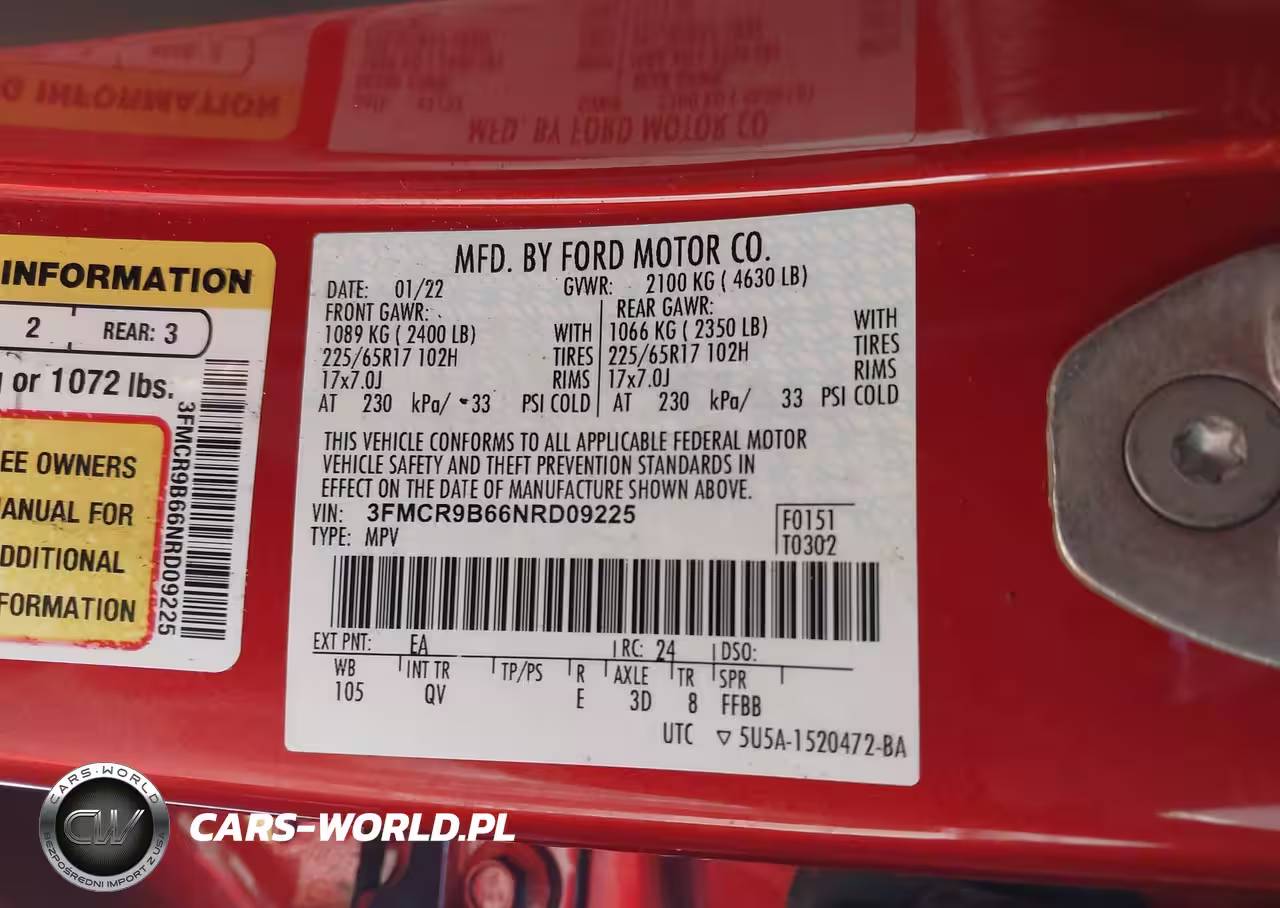 INFORMATION
2 REAR: 3
or 1072 lbs.
EE OWNERS
ANUAL FOR
DDITIONAL
FORMATION
3FMCR9B66NRD09225
MFD. BY FORD MOTOR CO.
DATE: 01/22 GVWR: 2100 KG ( 4630 LB)
FRONT GAWR: REAR GAWR:
1089 KG ( 2400 LB) WITH 1066 KG ( 2350 LB) WITH
225/65R17 102H TIRES 225/65R17 102H TIRES
17x7.0J RIMS 17x7.0J RIMS
AT 230 kPa/ 33 PSI COLD AT 230 kPa/ 33 PSI COLD
THIS VEHICLE CONFORMS TO ALL APPLICABLE FEDERAL MOTOR
VEHICLE SAFETY AND THEFT PREVENTION STANDARDS IN
EFFECT ON THE DATE OF MANUFACTURE SHOWN ABOVE.
VIN: 3FMCR9B66NRD09225 F0151
TYPE: MPV T0302
EXT PNT: EA RC: 24 DSO:
WB INT TR TP/PS R AXLE TR SPR
105 QV E 3D 8 FFBB
UTC ▽ 5U5A-1520472-BA
CARS-WORLD
CW
BEZPOŚREDNI IMPORT Z USA
CARS-WORLD.PL